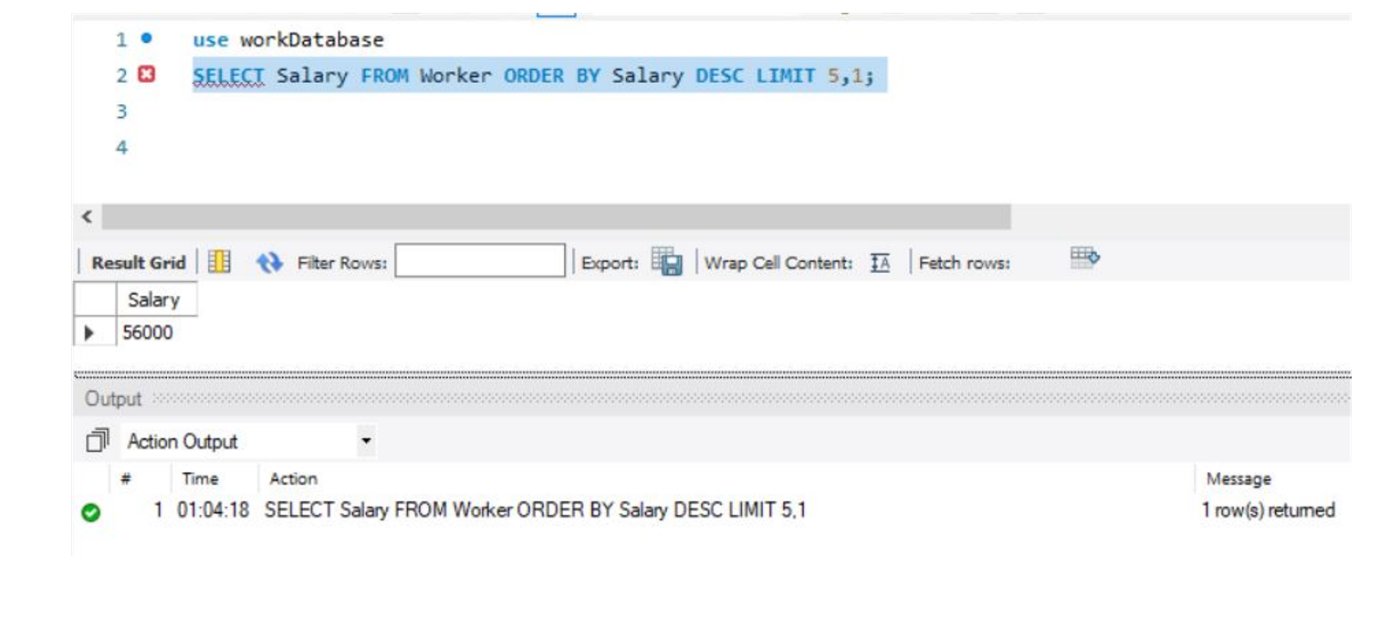 1 use workDatabase
2 SELECT Salary FROM Worker ORDER BY Salary DESC LIMIT 5,1;
3
4
Result Grid Filter Rows: Export: Wrap Cell Content: IA Fetch rows:
Salary
56000
Output
Action Output
# Time Action Message
1 01:04:18 SELECT Salary FROM Worker ORDER BY Salary DESC LIMIT 5,1 1 row(s) returned